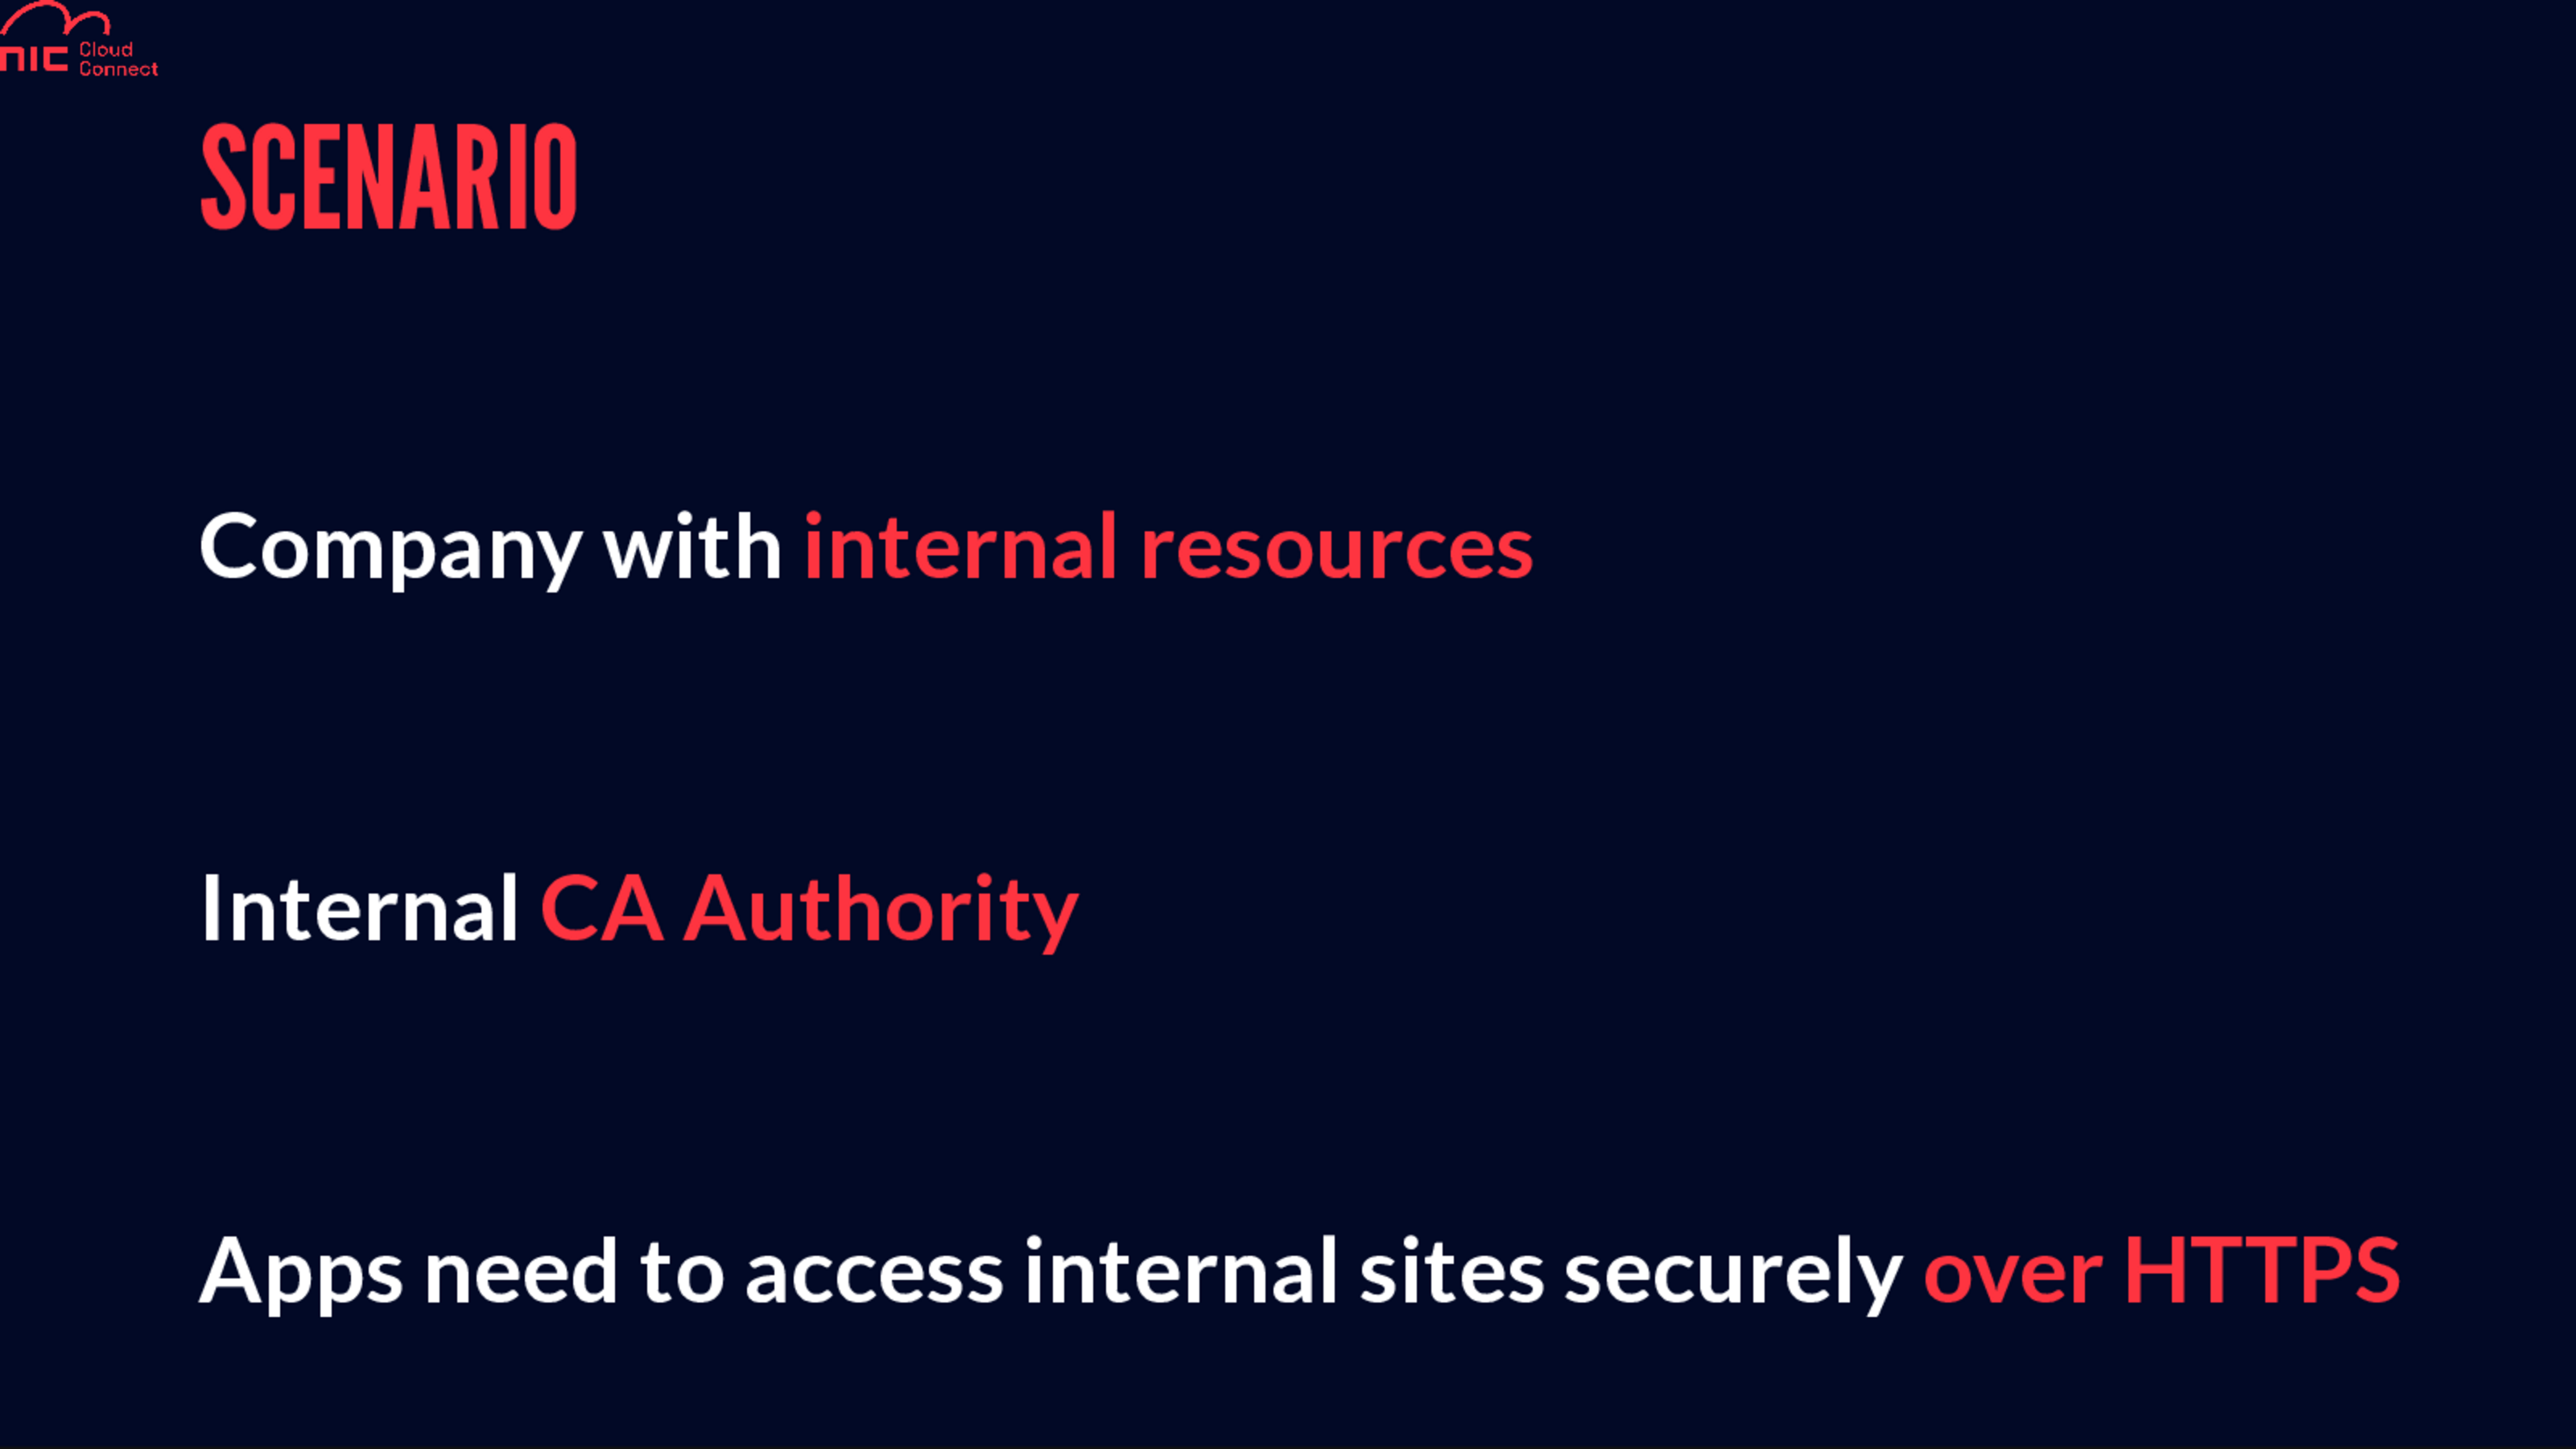 nic Cloud
Connect
SCENARIO
Company with internal resources
Internal CA Authority
Apps need to access internal sites securely over HTTPS